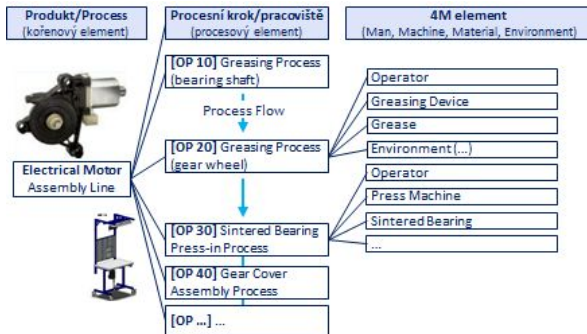 Produkt/Process
(kořenový element)
Procesní krok/pracoviště
(procesový element)
4M element
(Man, Machine, Material, Environment)
[OP 10] Greasing Process
(bearing shaft)
Process Flow
[OP 20] Greasing Process
(gear wheel)
Electrical Motor
Assembly Line
[OP 30] Sintered Bearing
Press-in Process
[OP 40] Gear Cover
Assembly Process
[OP ...] ...
Operator
Greasing Device
Grease
Environment (...)
Operator
Press Machine
Sintered Bearing
...